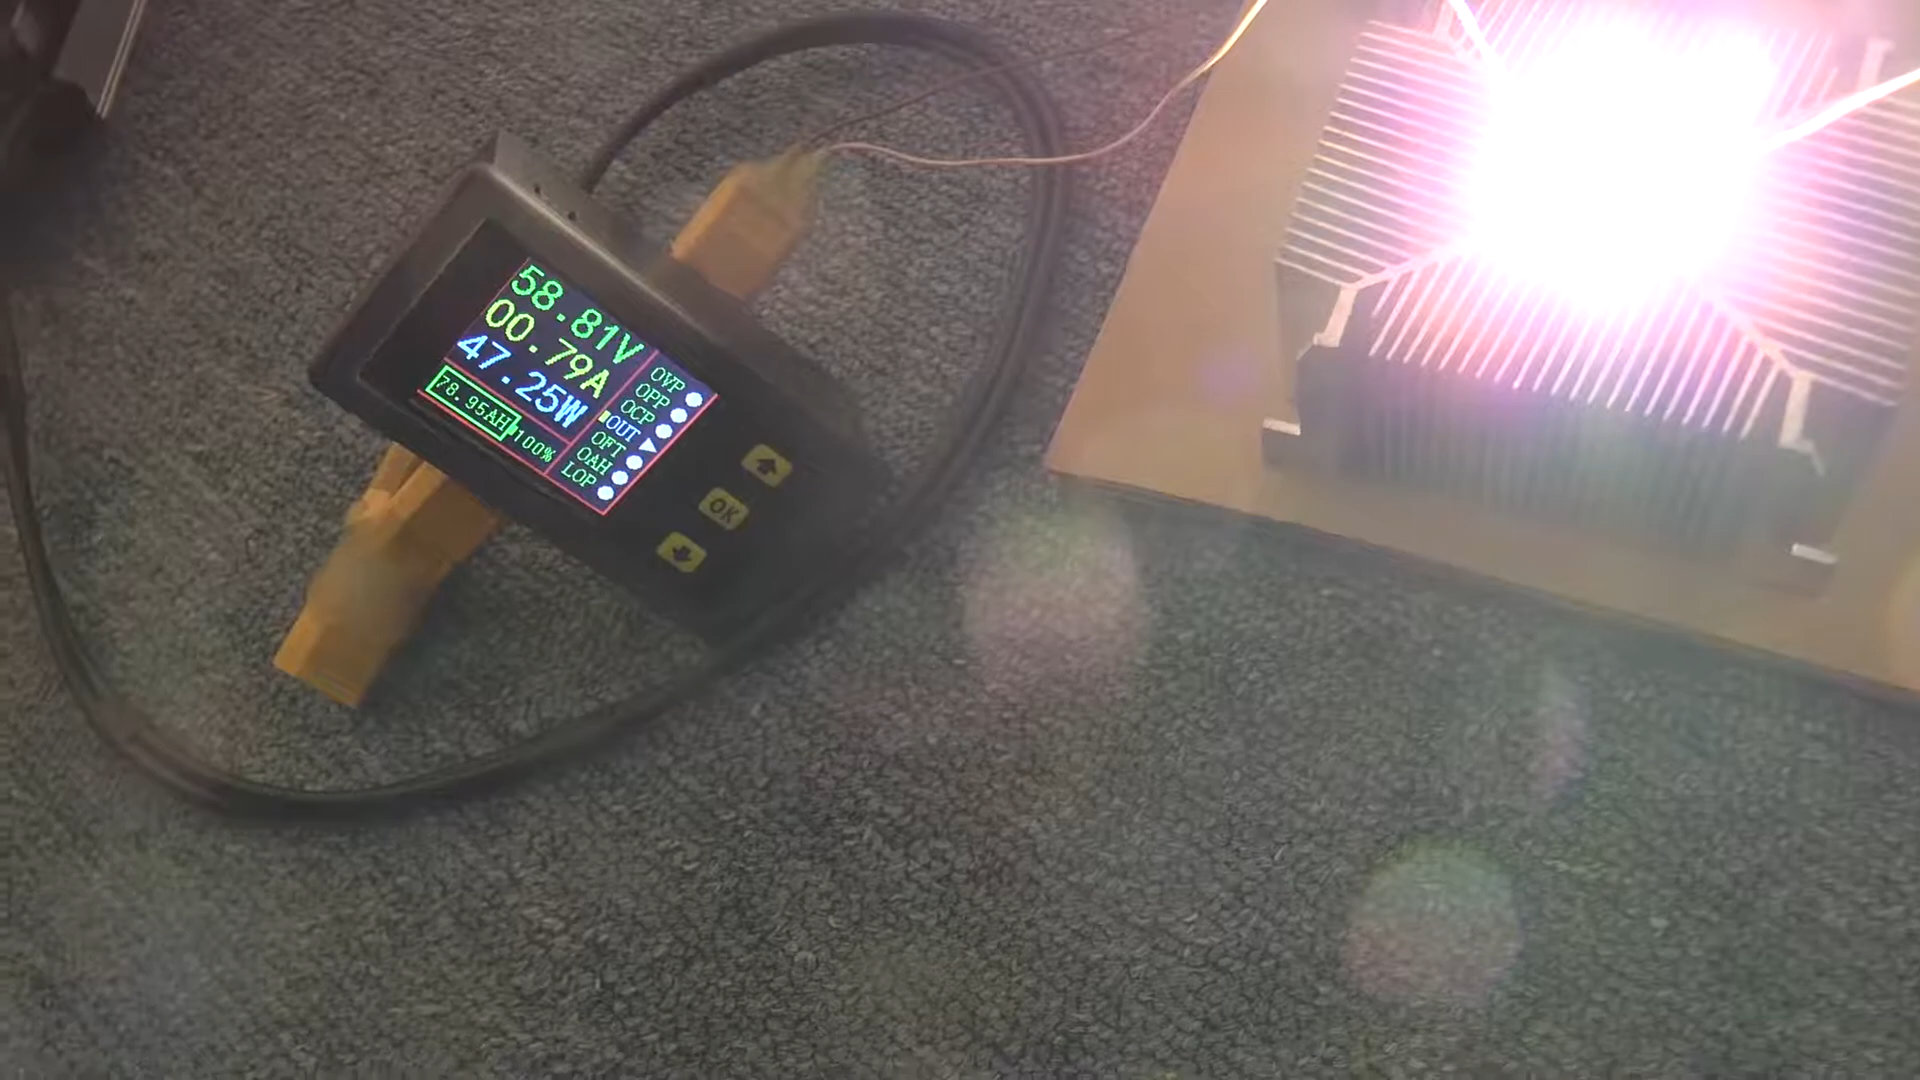 58.81V
00.79A
47.25W
78.95AH 100%
OVP
OPP
OCP
OUT
OFT
OAH
LOP
OK